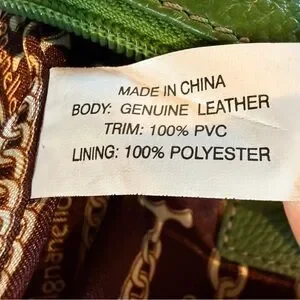 MADE IN CHINA
BODY: GENUINE LEATHER
TRIM: 100% PVC
LINING: 100% POLYESTER